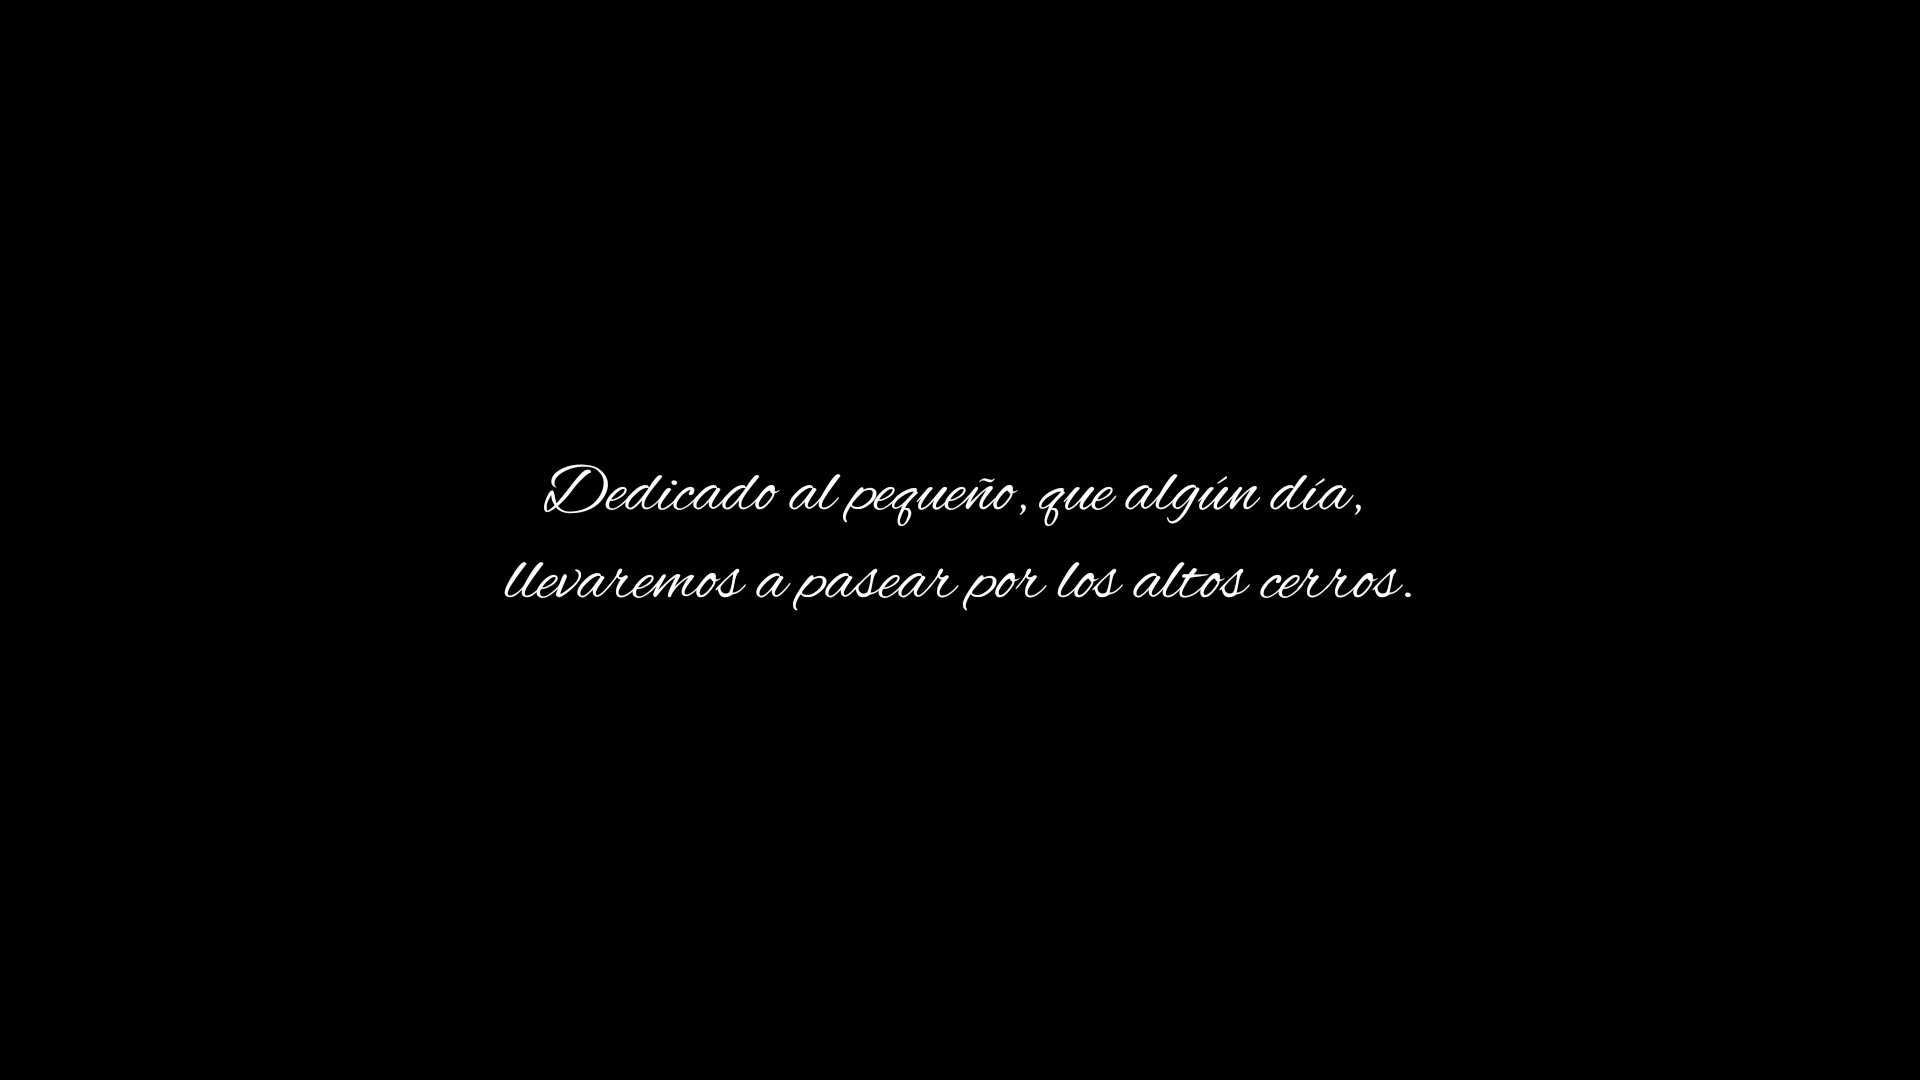 Dedicado al pequeño, que algún día,
llevaremos a pasear por los altos cerros.